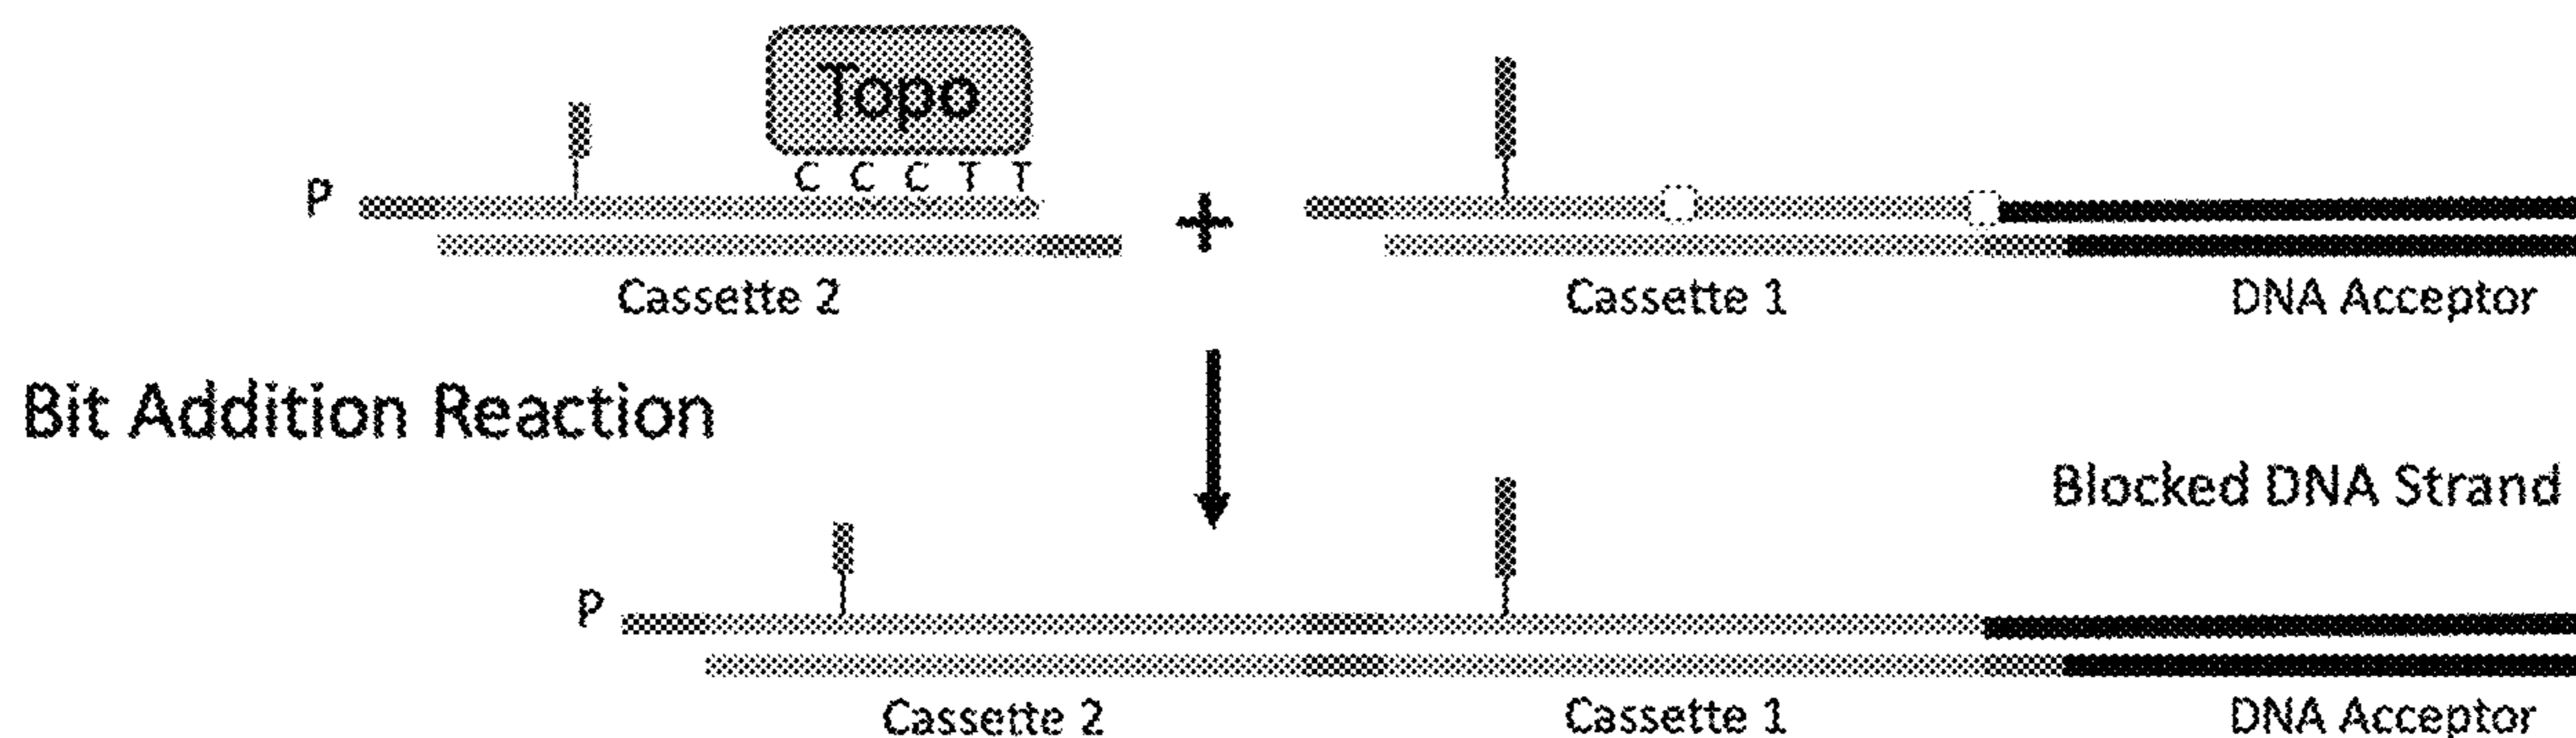 Topo
P
C C C T T
+
Cassette 2
Cassette 1
DNA Acceptor
Bit Addition Reaction
Blocked DNA Strand
P
Cassette 2
Cassette 1
DNA Acceptor